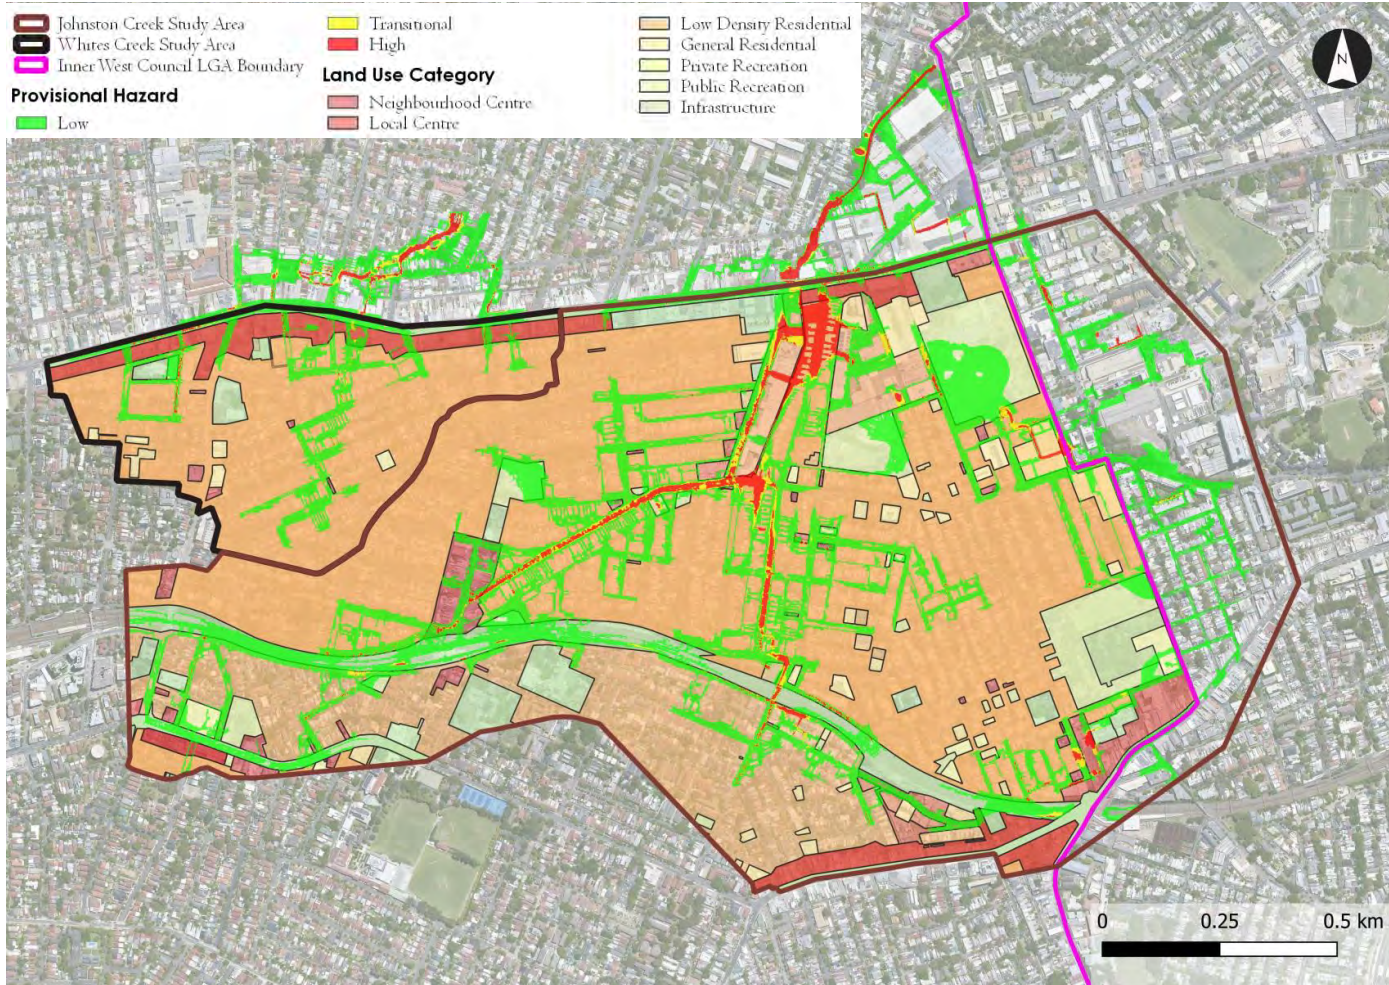 Johnston Creek Study Area
Whites Creek Study Area
Inner West Council LGA Boundary
Provisional Hazard
Low
Transitional
High
Land Use Category
Neighbourhood Centre
Local Centre
Low Density Residential
General Residential
Private Recreation
Public Recreation
Infrastructure
N
0 0.25 0.5 km